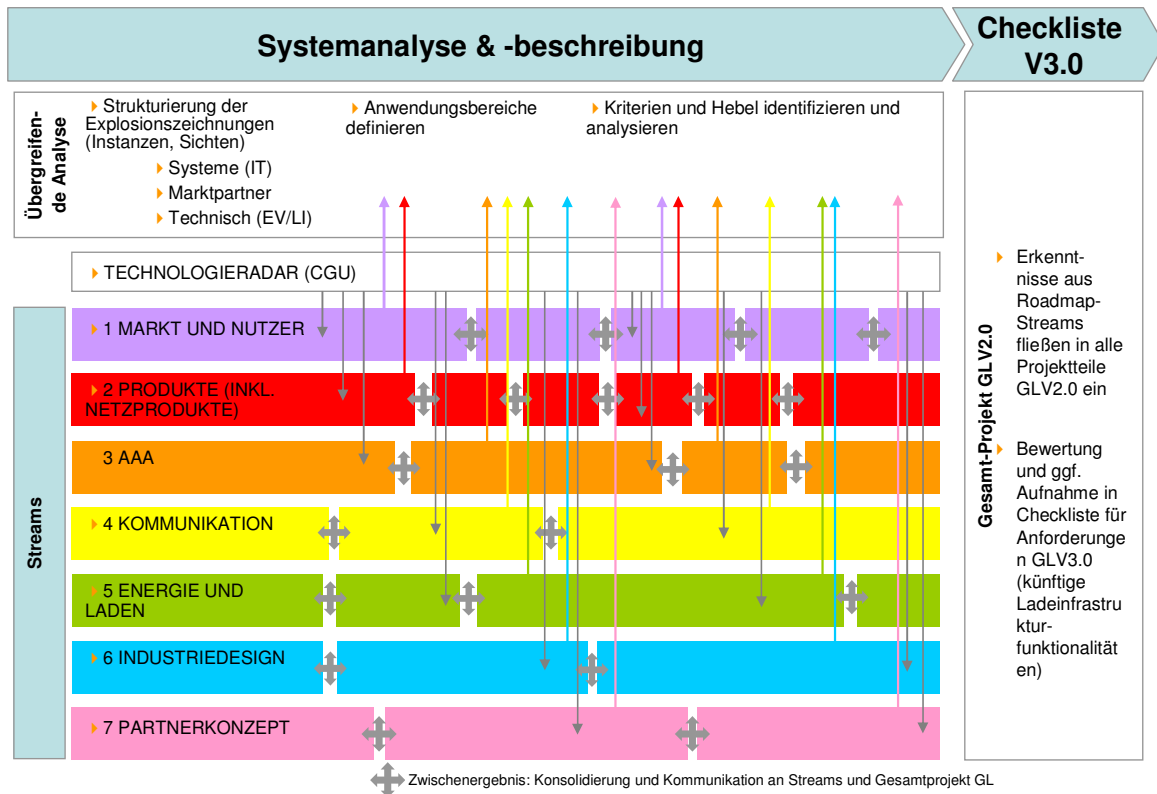 Systemanalyse & -beschreibung
Checkliste
V3.0
Übergreifen-
de Analyse
Strukturierung der
Explosionszeichnungen
(Instanzen, Sichten)
Systeme (IT)
Marktpartner
Technisch (EV/LI)
Anwendungsbereiche
definieren
Kriterien und Hebel identifizieren und
analysieren
TECHNOLOGIERADAR (CGU)
Streams
1 MARKT UND NUTZER
2 PRODUKTE (INKL.
NETZPRODUKTE)
3 AAA
4 KOMMUNIKATION
5 ENERGIE UND
LADEN
6 INDUSTRIEDESIGN
7 PARTNERKONZEPT
Gesamt-Projekt GLV2.0
Erkennt-
nisse aus
Roadmap-
Streams
fließen in alle
Projektteile
GLV2.0 ein
Bewertung
und ggf.
Aufnahme in
Checkliste für
Anforderunge
n GLV3.0
(künftige
Ladeinfrastru
ktur-
funktionalität
en)
Zwischenergebnis: Konsolidierung und Kommunikation an Streams und Gesamtprojekt GL